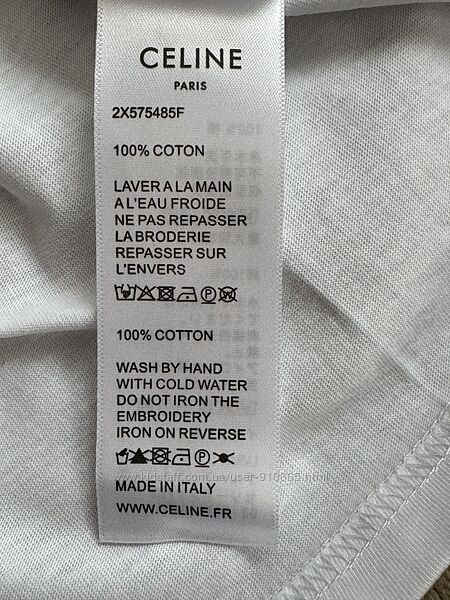 CELINE
PARIS
2X575485F
100% COTON
LAVER A LA MAIN
A L'EAU FROIDE
NE PAS REPASSER
LA BRODERIE
REPASSER SUR
L'ENVERS
100% COTTON
WASH BY HAND
WITH COLD WATER
DO NOT IRON THE
EMBROIDERY
IRON ON REVERSE
MADE IN ITALY
WWW.CELINE.FR